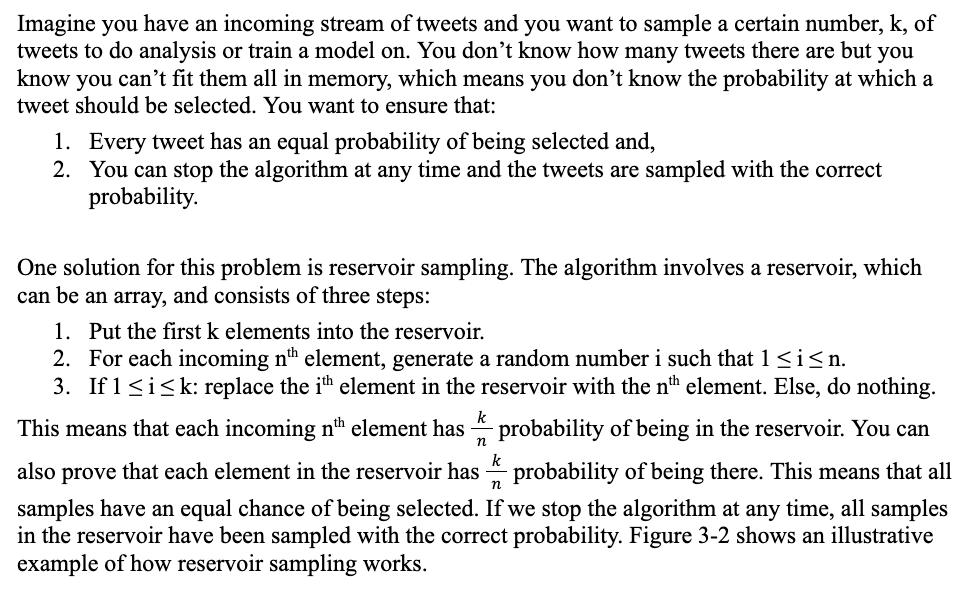 Imagine you have an incoming stream of tweets and you want to sample a certain number, k, of
tweets to do analysis or train a model on. You don’t know how many tweets there are but you
know you can’t fit them all in memory, which means you don’t know the probability at which a
tweet should be selected. You want to ensure that:
1. Every tweet has an equal probability of being selected and,
2. You can stop the algorithm at any time and the tweets are sampled with the correct
probability.
One solution for this problem is reservoir sampling. The algorithm involves a reservoir, which
can be an array, and consists of three steps:
1. Put the first k elements into the reservoir.
2. For each incoming nᵗʰ element, generate a random number i such that 1 ≤ i ≤ n.
3. If 1 ≤ i ≤ k: replace the iᵗʰ element in the reservoir with the nᵗʰ element. Else, do nothing.
This means that each incoming nᵗʰ element has k/n probability of being in the reservoir. You can
also prove that each element in the reservoir has k/n probability of being there. This means that all
samples have an equal chance of being selected. If we stop the algorithm at any time, all samples
in the reservoir have been sampled with the correct probability. Figure 3-2 shows an illustrative
example of how reservoir sampling works.